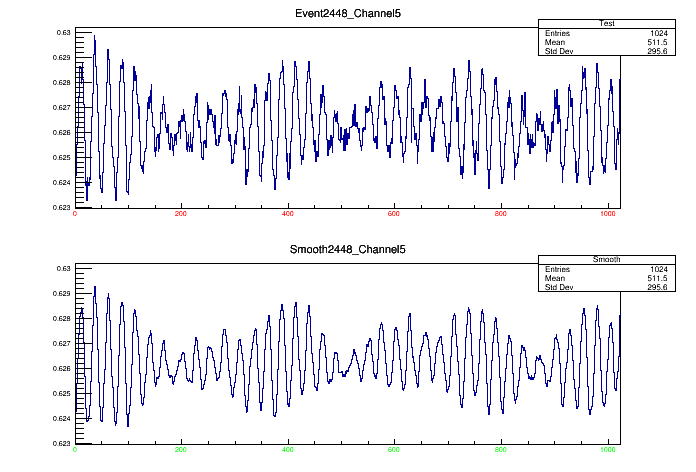 Event2448_Channel5
Test
Entries 1024
Mean 511.5
Std Dev 295.6
0.63
0.629
0.628
0.627
0.626
0.625
0.624
0.623
0 200 400 600 800 1000
Smooth2448_Channel5
Smooth
Entries 1024
Mean 511.5
Std Dev 295.6
0.63
0.629
0.628
0.627
0.626
0.625
0.624
0.623
0 200 400 600 800 1000